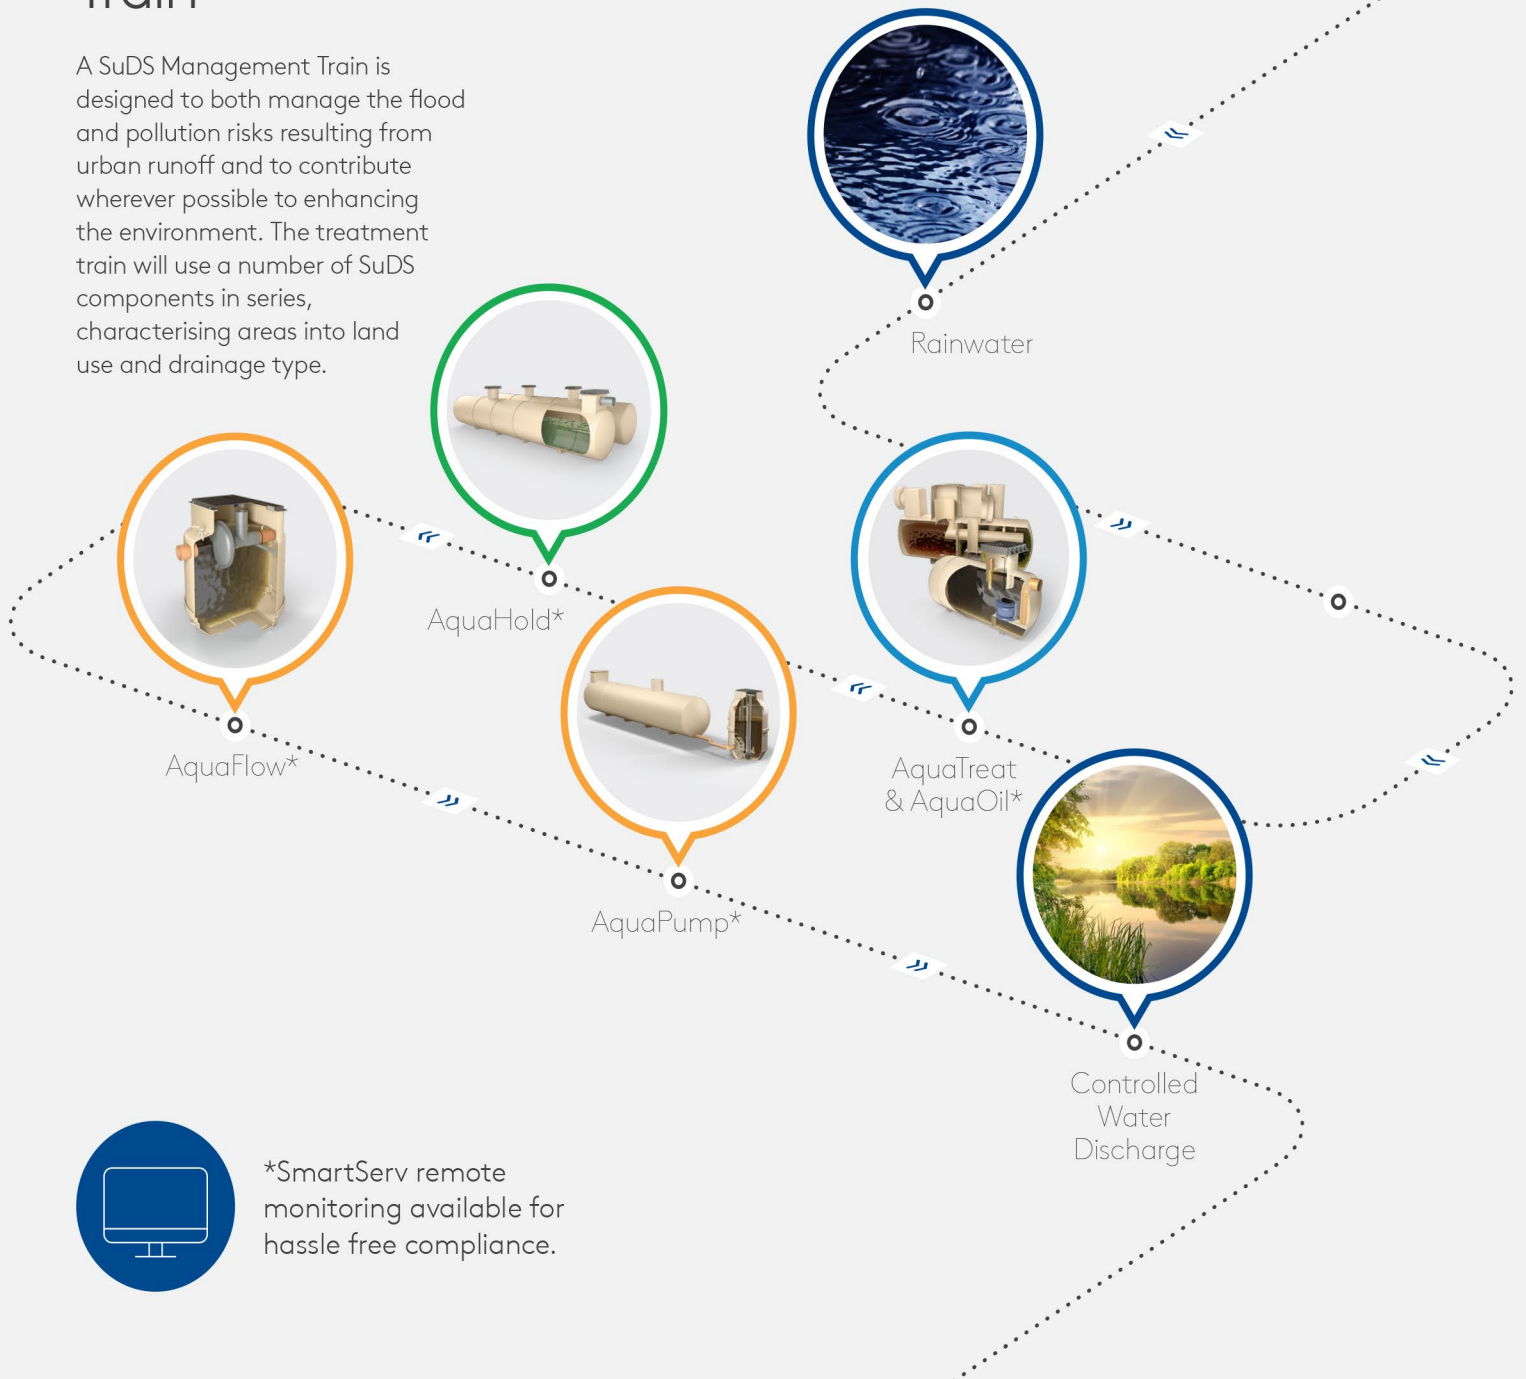 Train
A SuDS Management Train is
designed to both manage the flood
and pollution risks resulting from
urban runoff and to contribute
wherever possible to enhancing
the environment. The treatment
train will use a number of SuDS
components in series,
characterising areas into land
use and drainage type.
Rainwater
AquaHold*
AquaFlow*
AquaTreat
& AquaOil*
AquaPump*
Controlled
Water
Discharge
*SmartServ remote
monitoring available for
hassle free compliance.